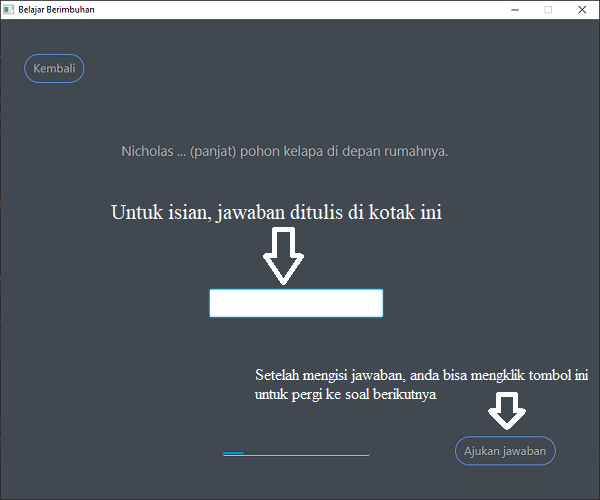 Belajar Berimbuhan
Kembali
Nicholas ... (panjat) pohon kelapa di depan rumahnya.
Untuk isian, jawaban ditulis di kotak ini
Setelah mengisi jawaban, anda bisa mengklik tombol ini
untuk pergi ke soal berikutnya
Ajukan jawaban